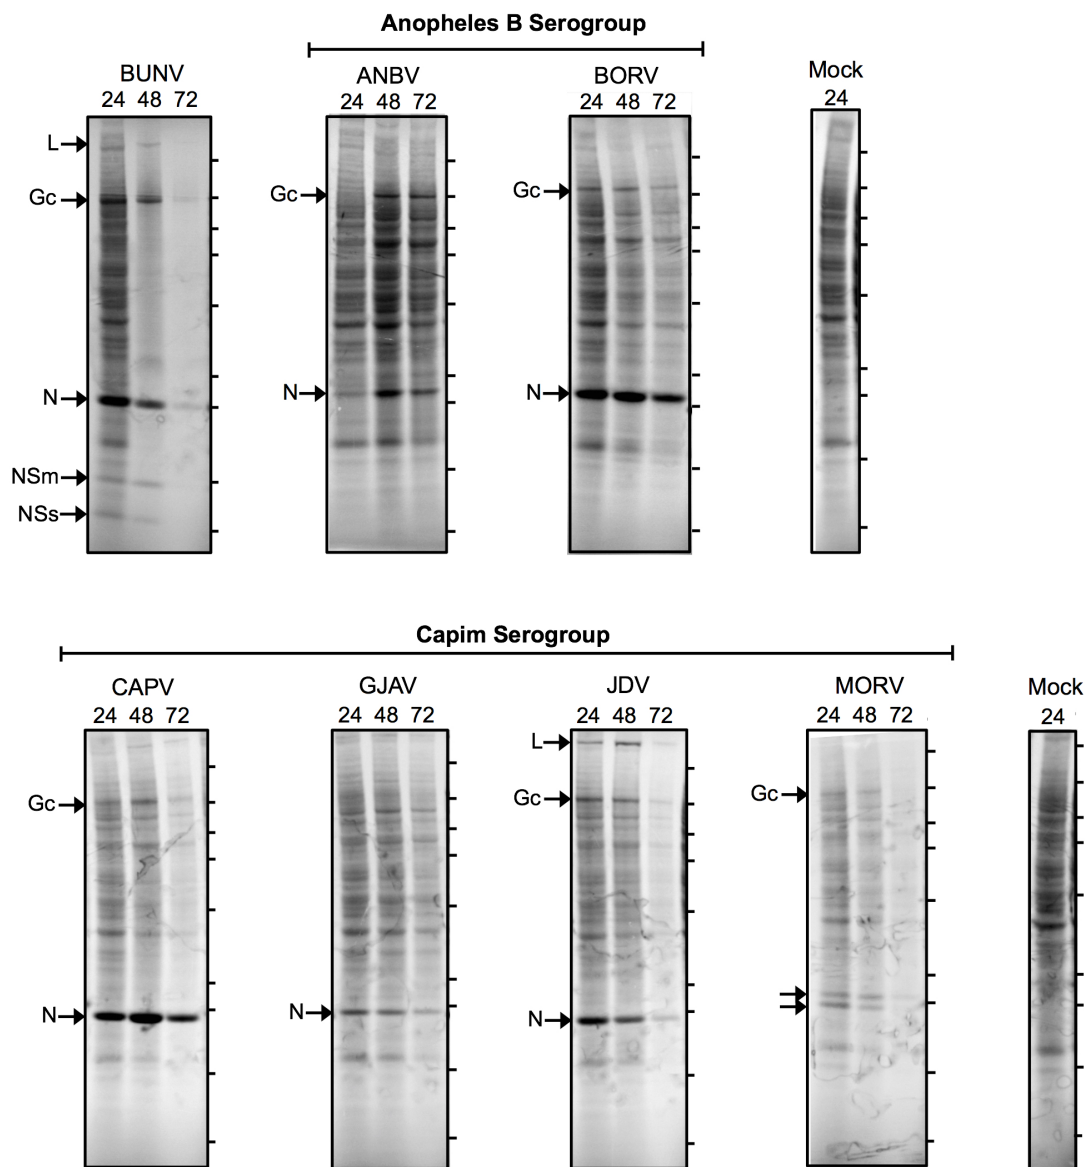 Anopheles B Serogroup
BUNV
ANBV
BORV
Mock
24 48 72
24 48 72
24 48 72
24
L
Gc
N
NSm
NSs
Gc
N
Gc
N
Capim Serogroup
CAPV
GJAV
JDV
MORV
Mock
24 48 72
24 48 72
24 48 72
24 48 72
24
Gc
N
N
L
Gc
N
Gc